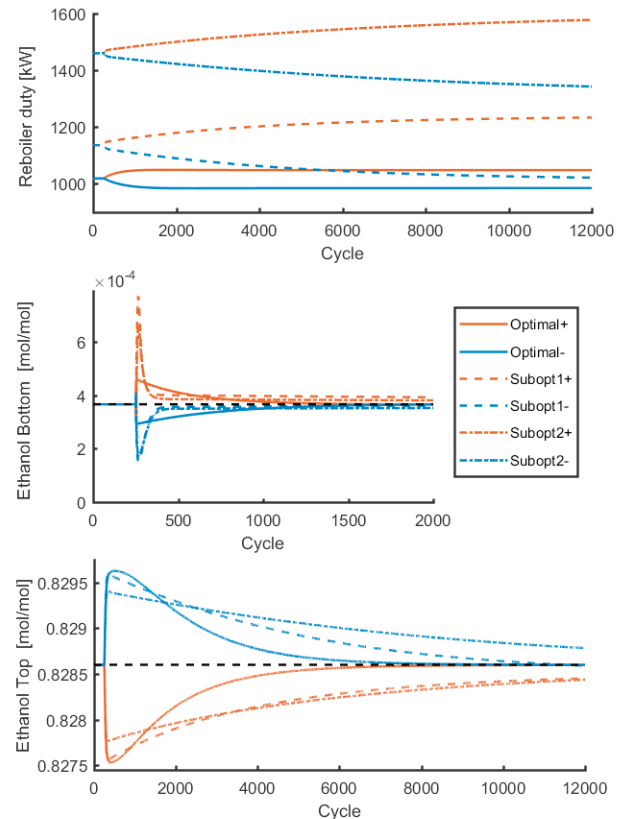 1600
1400
1200
1000
Reboiler duty [kW]
0 2000 4000 6000 8000 10000 12000
Cycle
× 10^-4
6
4
2
0
Ethanol Bottom [mol/mol]
0 500 1000 1500 2000
Cycle
Optimal+
Optimal-
Subopt1+
Subopt1-
Subopt2+
Subopt2-
0.8295
0.829
0.8285
0.828
0.8275
Ethanol Top [mol/mol]
0 2000 4000 6000 8000 10000 12000
Cycle